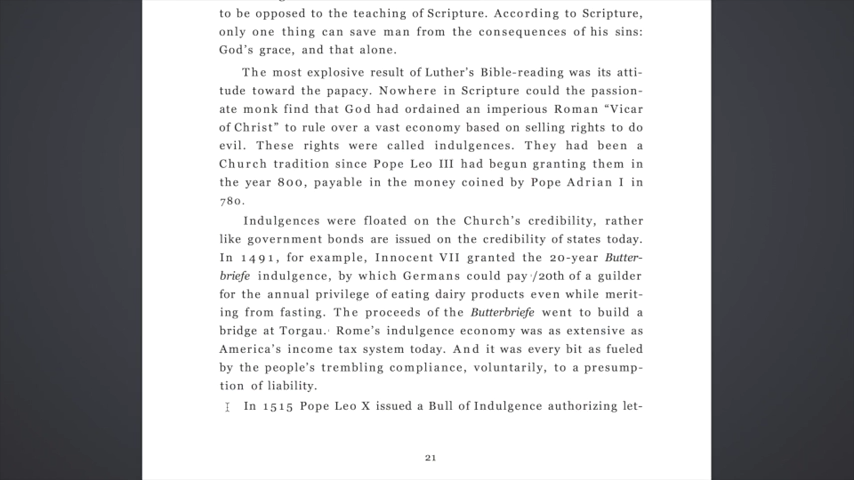 to be opposed to the teaching of Scripture. According to Scripture,
only one thing can save man from the consequences of his sins:
God's grace, and that alone.
The most explosive result of Luther's Bible-reading was its atti-
tude toward the papacy. Nowhere in Scripture could the passion-
ate monk find that God had ordained an imperious Roman “Vicar
of Christ” to rule over a vast economy based on selling rights to do
evil. These rights were called indulgences. They had been a
Church tradition since Pope Leo III had begun granting them in
the year 800, payable in the money coined by Pope Adrian I in
780.
Indulgences were floated on the Church's credibility, rather
like government bonds are issued on the credibility of states today.
In 1491, for example, Innocent VII granted the 20-year Butter-
briefe indulgence, by which Germans could pay /20th of a guilder
for the annual privilege of eating dairy products even while merit-
ing from fasting. The proceeds of the Butterbriefe went to build a
bridge at Torgau. Rome's indulgence economy was as extensive as
America's income tax system today. And it was every bit as fueled
by the people's trembling compliance, voluntarily, to a presump-
tion of liability.
In 1515 Pope Leo X issued a Bull of Indulgence authorizing let-
21